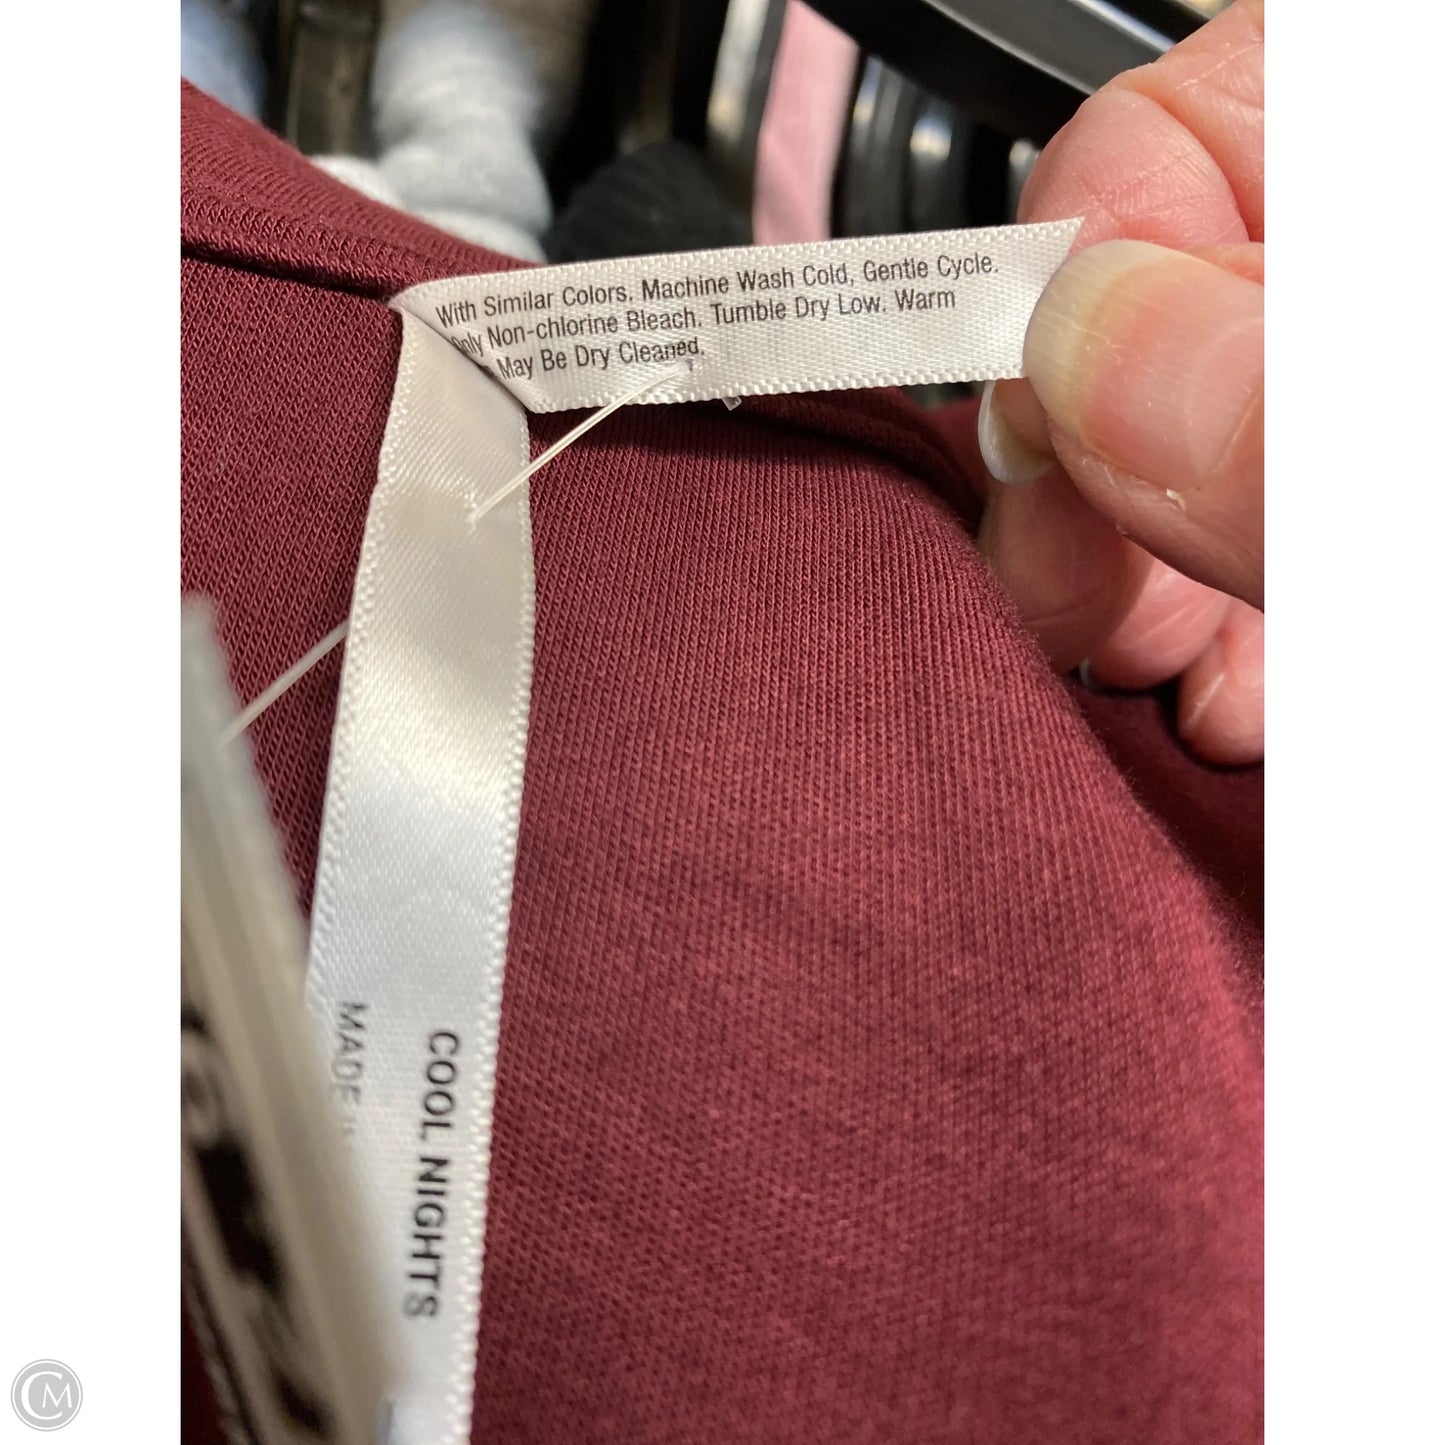 With Similar Colors. Machine Wash Cold, Gentle Cycle.
Only Non-chlorine Bleach. Tumble Dry Low. Warm
May Be Dry Cleaned.
COOL NIGHTS
MADE
CM